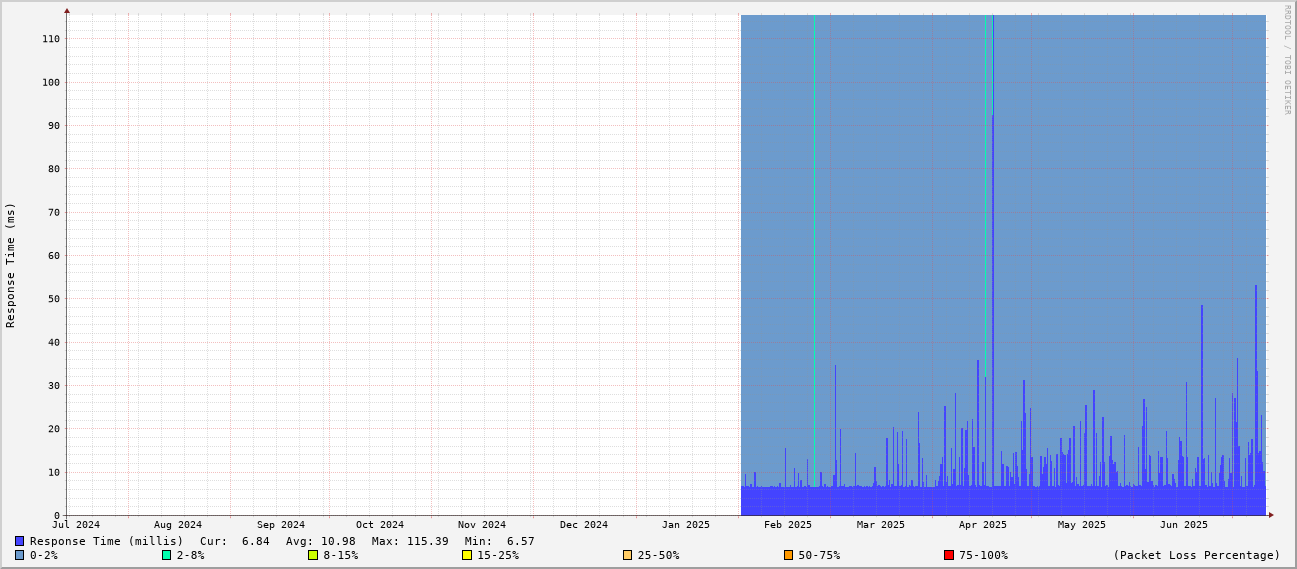 RRDTOOL / TOBI OETIKER
Response Time (ms)
110
100
90
80
70
60
50
40
30
20
10
0
Jul 2024 Aug 2024 Sep 2024 Oct 2024 Nov 2024 Dec 2024 Jan 2025 Feb 2025 Mar 2025 Apr 2025 May 2025 Jun 2025
Response Time (millis) Cur: 6.84 Avg: 10.98 Max: 115.39 Min: 6.57
0-2% 2-8% 8-15% 15-25% 25-50% 50-75% 75-100% (Packet Loss Percentage)